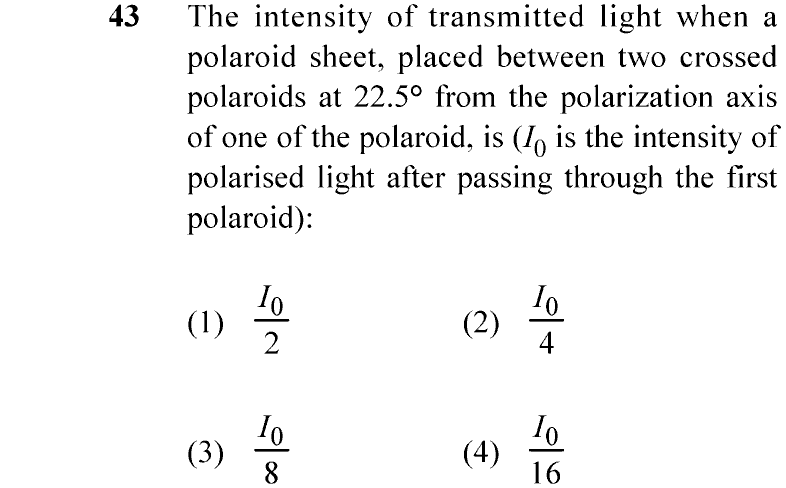 43 The intensity of transmitted light when a
polaroid sheet, placed between two crossed
polaroids at 22.5° from the polarization axis
of one of the polaroid, is (I₀ is the intensity of
polarised light after passing through the first
polaroid):
(1) I₀/2 (2) I₀/4
(3) I₀/8 (4) I₀/16